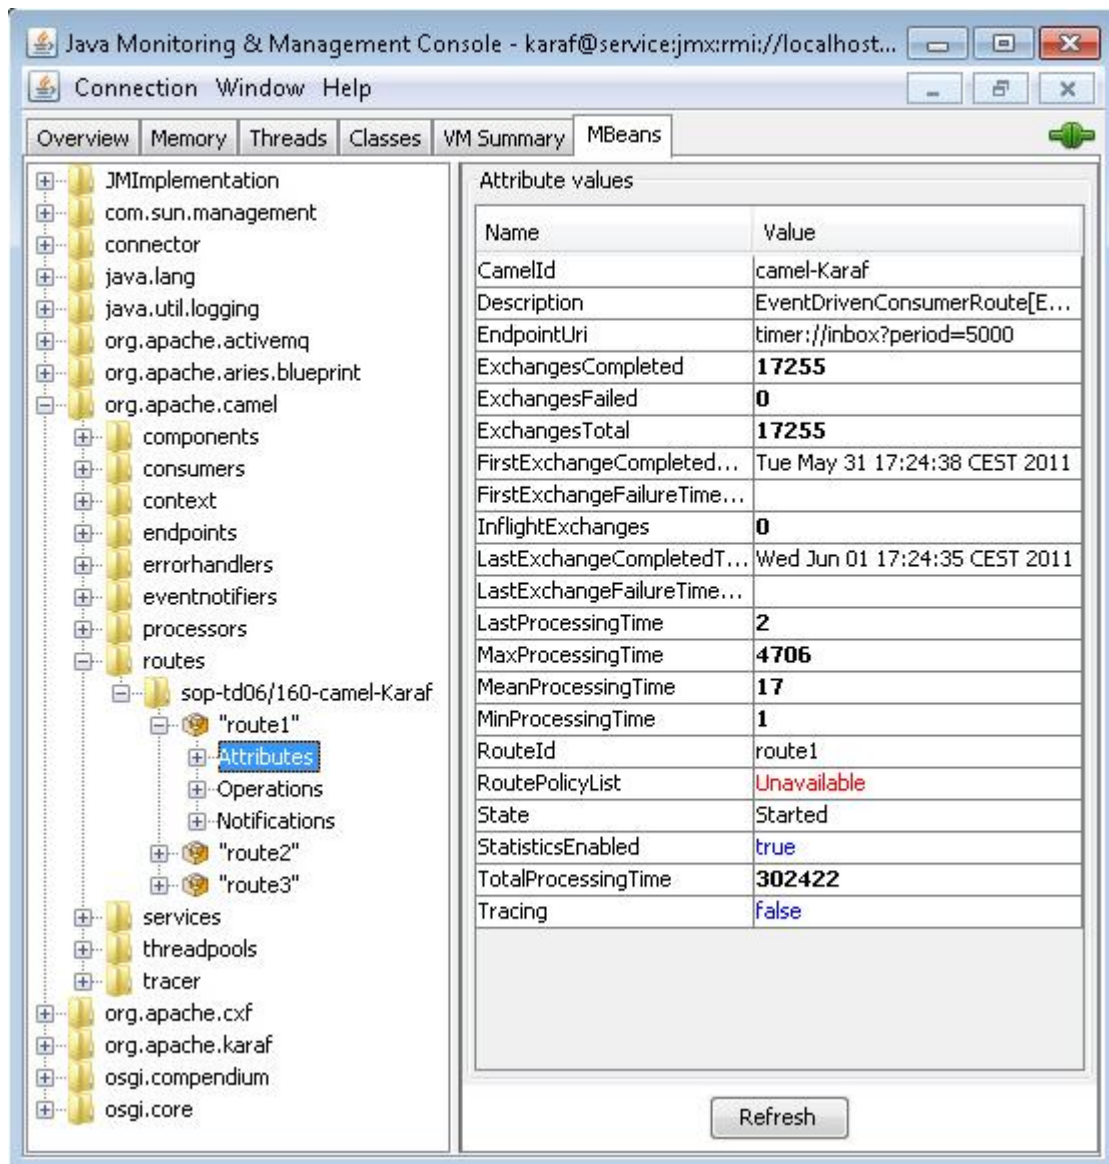 Java Monitoring & Management Console - karaf@service:jmx:rmi://localhost...
Connection Window Help
Overview Memory Threads Classes VM Summary MBeans
JMImplementation
com.sun.management
connector
java.lang
java.util.logging
org.apache.activemq
org.apache.aries.blueprint
org.apache.camel
components
consumers
context
endpoints
errorhandlers
eventnotifiers
processors
routes
sop-td06/160-camel-Karaf
"route1"
Attributes
Operations
Notifications
"route2"
"route3"
services
threadpools
tracer
org.apache.cxf
org.apache.karaf
osgi.compendium
osgi.core
Attribute values
Name Value
CamelId camel-Karaf
Description EventDrivenConsumerRoute[E...
EndpointUri timer://inbox?period=5000
ExchangesCompleted 17255
ExchangesFailed 0
ExchangesTotal 17255
FirstExchangeCompleted... Tue May 31 17:24:38 CEST 2011
FirstExchangeFailureTime...
InflightExchanges 0
LastExchangeCompletedT... Wed Jun 01 17:24:35 CEST 2011
LastExchangeFailureTime...
LastProcessingTime 2
MaxProcessingTime 4706
MeanProcessingTime 17
MinProcessingTime 1
RouteId route1
RoutePolicyList Unavailable
State Started
StatisticsEnabled true
TotalProcessingTime 302422
Tracing false
Refresh